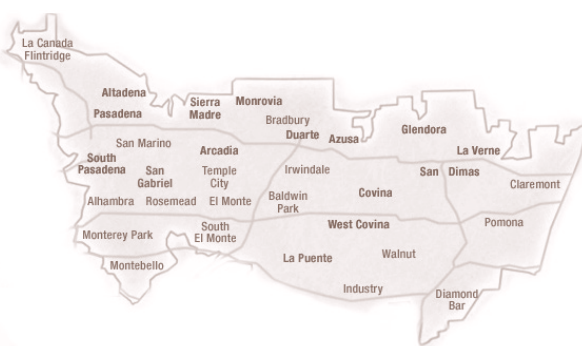 La Canada
Flintridge
Altadena
Pasadena
Sierra
Madre
Monrovia
Bradbury
Duarte
Azusa
Glendora
La Verne
San Marino
Arcadia
South
Pasadena
San
Gabriel
Temple
City
Irwindale
San Dimas
Claremont
Alhambra
Rosemead
El Monte
Baldwin
Park
Covina
West Covina
Pomona
Monterey Park
South
El Monte
Montebello
La Puente
Walnut
Industry
Diamond
Bar